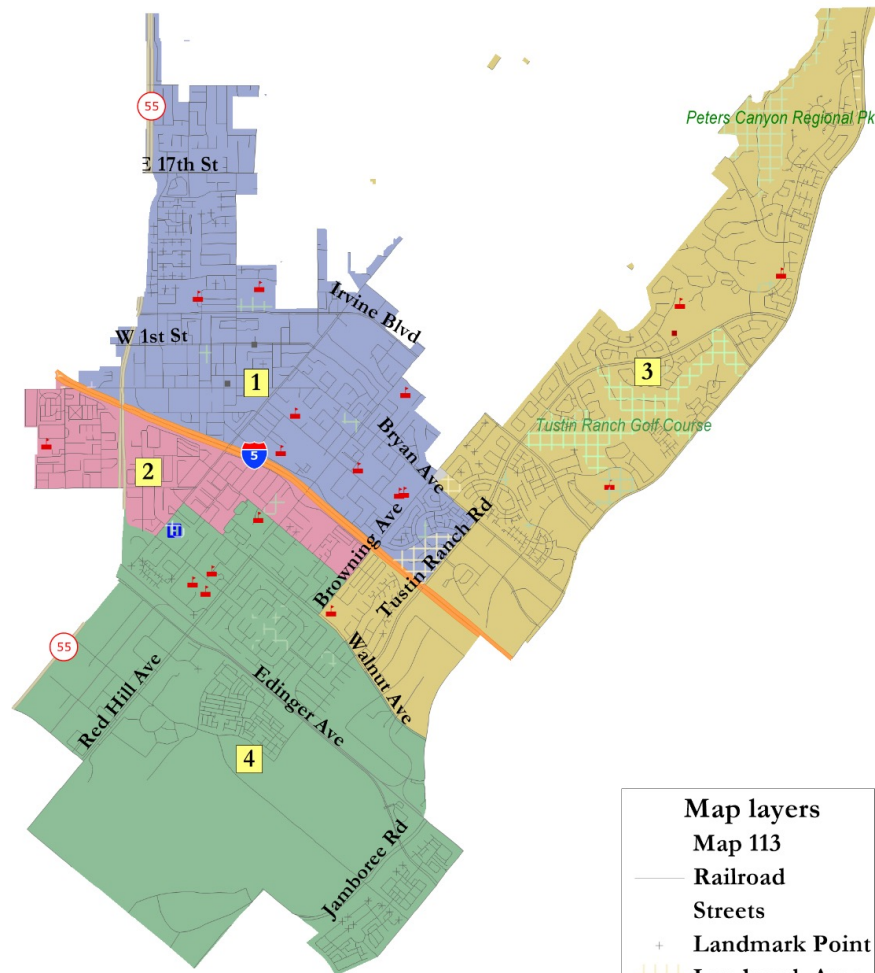 55
E 17th St
Peters Canyon Regional Pk
Irvine Blvd
W 1st St
1
3
Tustin Ranch Golf Course
Bryan Ave
5
2
H
Browning Ave
Tustin Ranch Rd
55
Red Hill Ave
Edinger Ave
Walnut Ave
4
Jamboree Rd
Map layers
Map 113
Railroad
Streets
Landmark Point